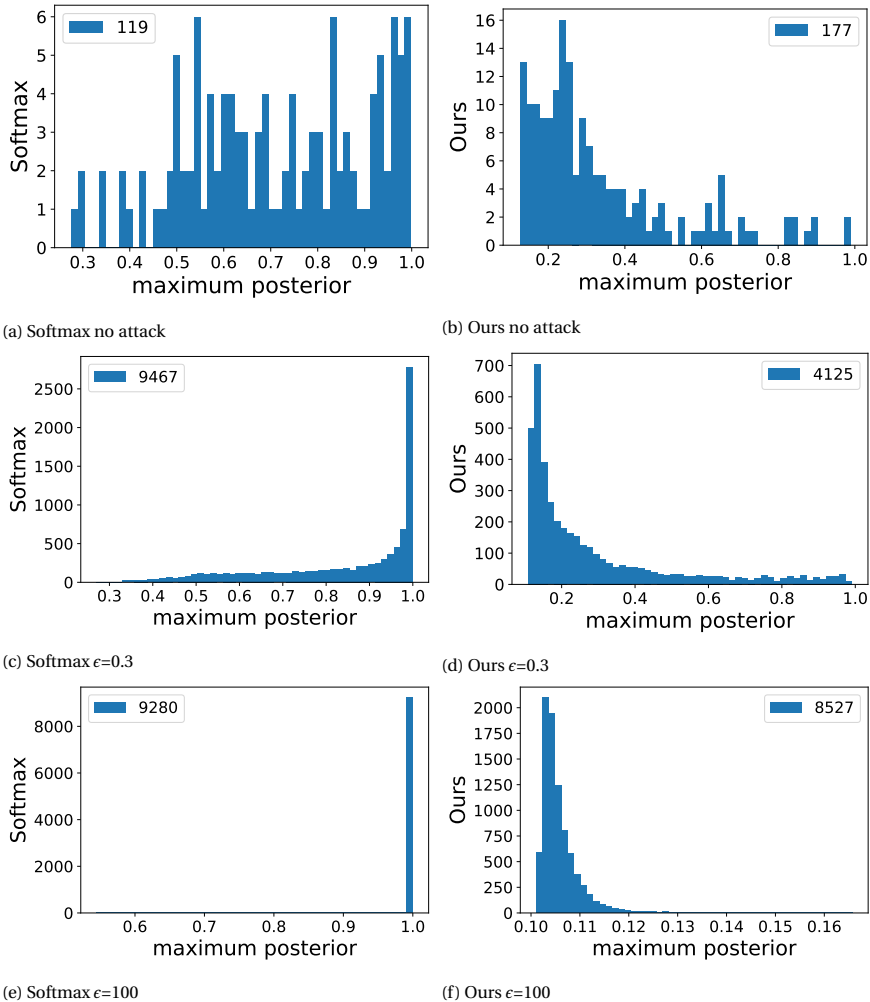 119
Softmax
6
5
4
3
2
1
0
0.3 0.4 0.5 0.6 0.7 0.8 0.9 1.0
maximum posterior
(a) Softmax no attack
177
Ours
16
14
12
10
8
6
4
2
0
0.2 0.4 0.6 0.8 1.0
maximum posterior
(b) Ours no attack
9467
Softmax
2500
2000
1500
1000
500
0
0.3 0.4 0.5 0.6 0.7 0.8 0.9 1.0
maximum posterior
(c) Softmax ϵ=0.3
4125
Ours
700
600
500
400
300
200
100
0
0.2 0.4 0.6 0.8 1.0
maximum posterior
(d) Ours ϵ=0.3
9280
Softmax
8000
6000
4000
2000
0
0.6 0.7 0.8 0.9 1.0
maximum posterior
(e) Softmax ϵ=100
8527
Ours
2000
1750
1500
1250
1000
750
500
250
0
0.10 0.11 0.12 0.13 0.14 0.15 0.16
maximum posterior
(f) Ours ϵ=100